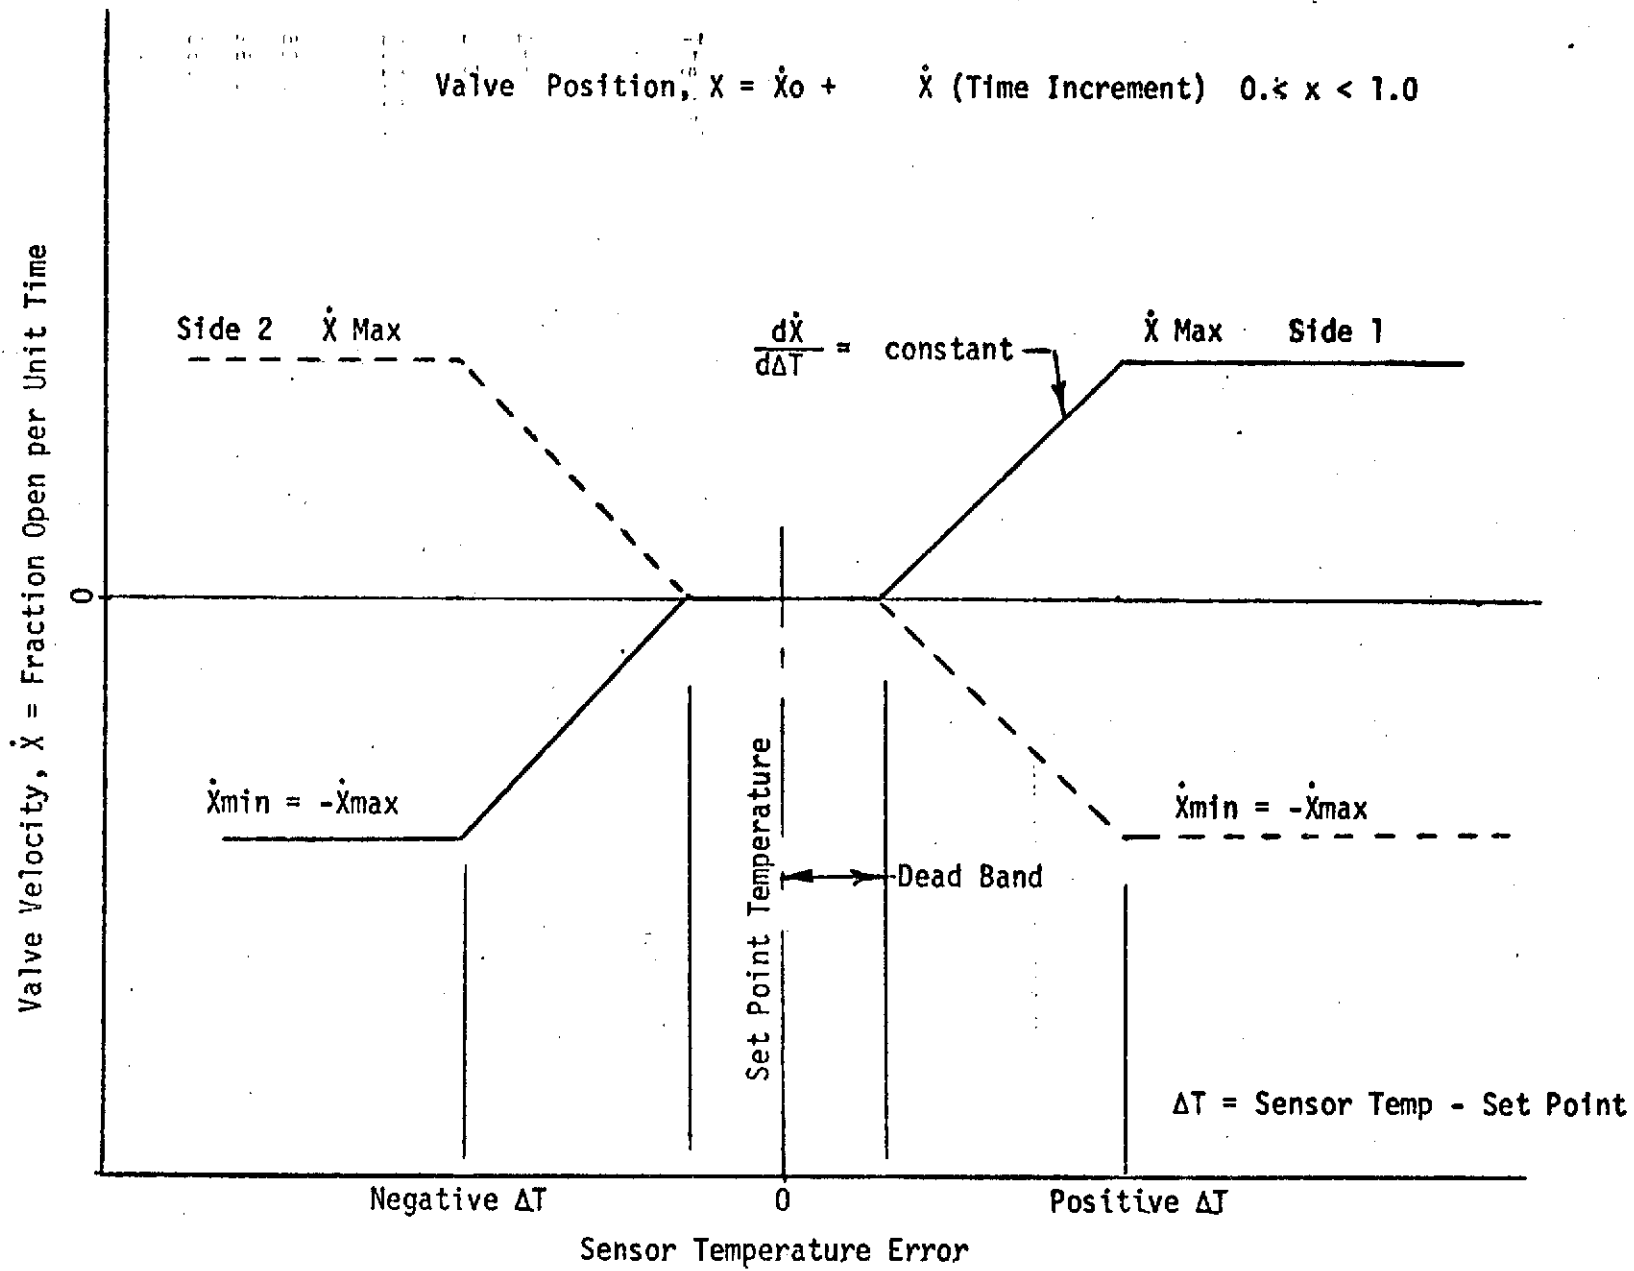 Valve Position, X = Ẋo + Ẋ (Time Increment) 0.< x < 1.0
Valve Velocity, Ẋ = Fraction Open per Unit Time
Side 2 Ẋ Max
dẊ
dΔT
= constant
Ẋ Max Side 1
0
Ẋmin = -Ẋmax
Ẋmin = -Ẋmax
Set Point Temperature
Dead Band
ΔT = Sensor Temp - Set Point
Negative ΔT
0
Positive ΔT
Sensor Temperature Error